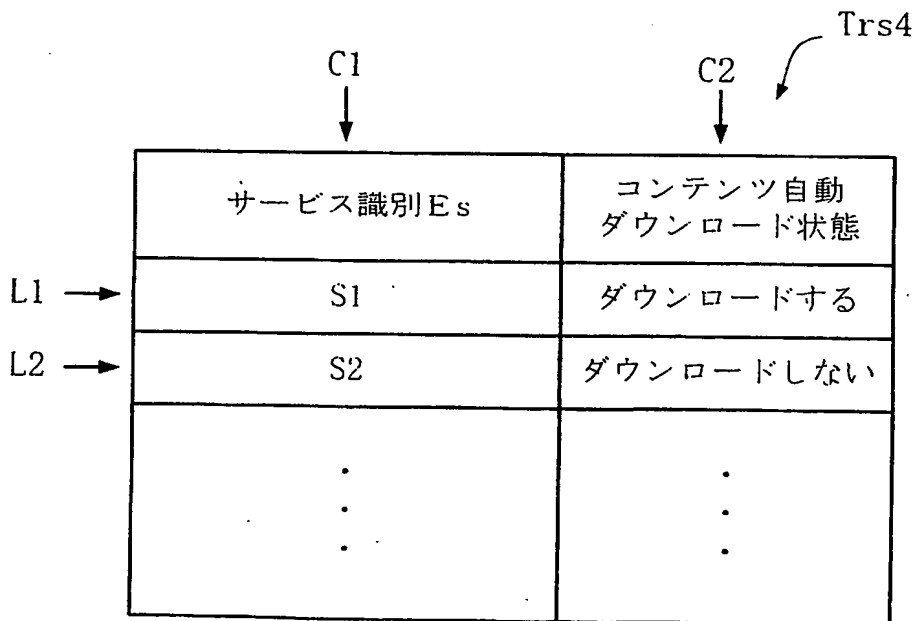 Trs4
C1
C2
サービス識別Es
コンテンツ自動
ダウンロード状態
L1
S1
ダウンロードする
L2
S2
ダウンロードしない